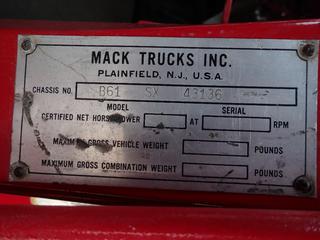 MACK TRUCKS INC.
PLAINFIELD, N.J., U.S.A.
CHASSIS NO. B61 SX 43136
MODEL SERIAL
CERTIFIED NET HORSEPOWER AT RPM
MAXIMUM GROSS VEHICLE WEIGHT POUNDS
MAXIMUM GROSS COMBINATION WEIGHT POUNDS